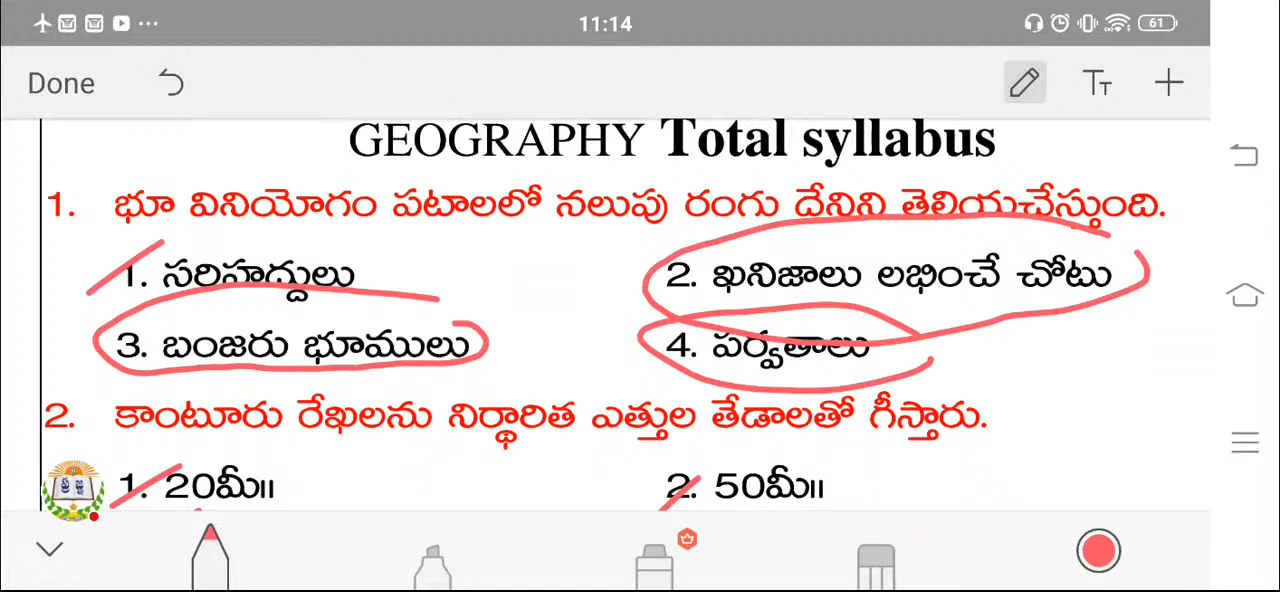 11:14
61
Done
GEOGRAPHY Total syllabus
1. భూ వినియోగం పటాలలో నలుపు రంగు దేనిని తెలియచేస్తుంది.
1. సరిహద్దులు 2. ఖనిజాలు లభించే చోటు
3. బంజరు భూములు 4. పర్వతాలు
2. కాంటూరు రేఖలను నిర్థారిత ఎత్తుల తేడాలతో గీస్తారు.
1. 20మీ॥ 2. 50మీ॥